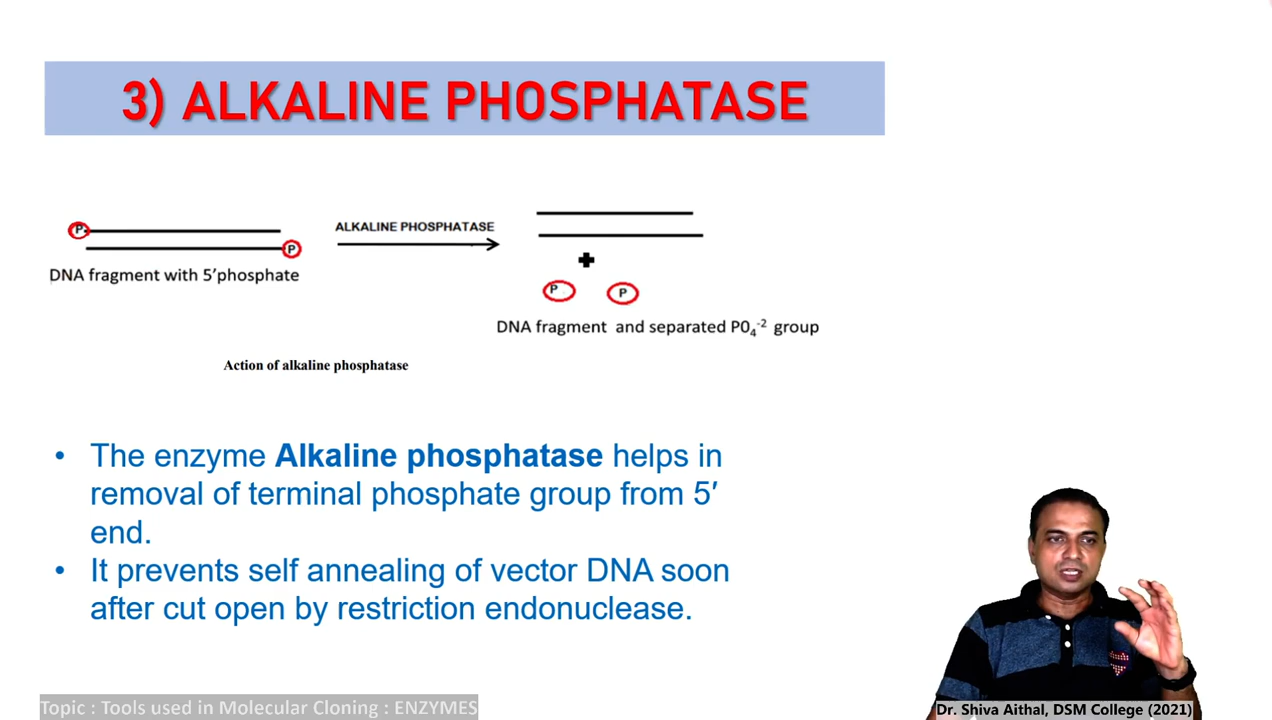 3) ALKALINE PHOSPHATASE
P
P
DNA fragment with 5'phosphate
ALKALINE PHOSPHATASE
P
P
DNA fragment and separated P0₄⁻² group
Action of alkaline phosphatase
• The enzyme Alkaline phosphatase helps in
removal of terminal phosphate group from 5′
end.
• It prevents self annealing of vector DNA soon
after cut open by restriction endonuclease.
Topic : Tools used in Molecular Cloning : ENZYMES
Dr. Shiva Aithal, DSM College (2021)